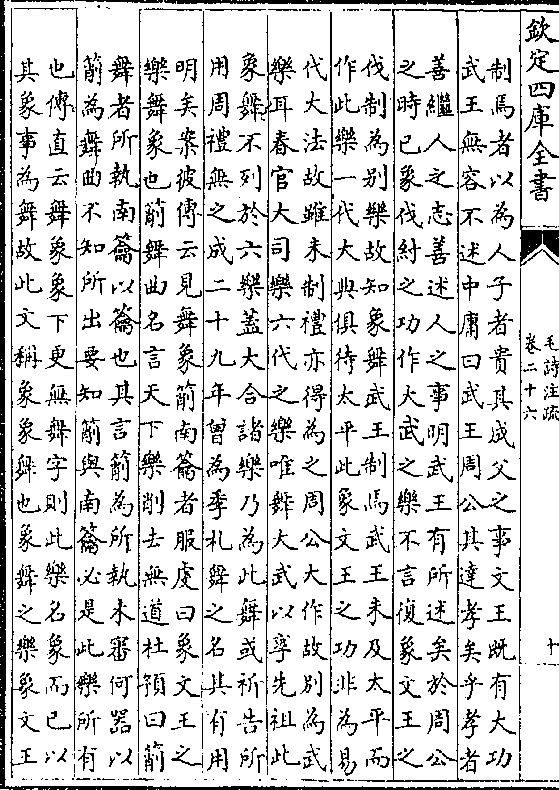 欽定四庫全書
毛詩注疏
卷二十六
十
制焉者以為人子者貴其成父之事文王既有大功
武王無容不述中庸曰武王周公其達孝矣乎孝者
善繼人之志善述人之事明武王有所述矣於周公
之時已象伐紂之功作大武之樂不言復象文王之
伐制為別樂故知象舞武王制焉武王未及太平而
作此樂一代大典俱待太平此象文王之功非為易
代大法故雖未制禮亦得為之周公大作故別為武
樂耳春官大司樂六代之樂唯舞大武以享先祖此
象舞不列於六樂蓋大合諸樂乃為此舞或祈告所
用周禮無之成二十九年曾為季札舞之名其有用
明矣案彼傳云見舞象箾南籥者服虔曰象文王之
樂舞象也箾舞曲名言天下樂削去無道杜預曰箾
舞者所執南籥以籥也其言箾為所執未審何器以
箾為舞曲不知所出要知箾與南籥必是此樂所有
也傳直云舞象象下更無舞字則此樂名象而已以
其象事為舞故此文稱象象舞也象舞之樂象文王